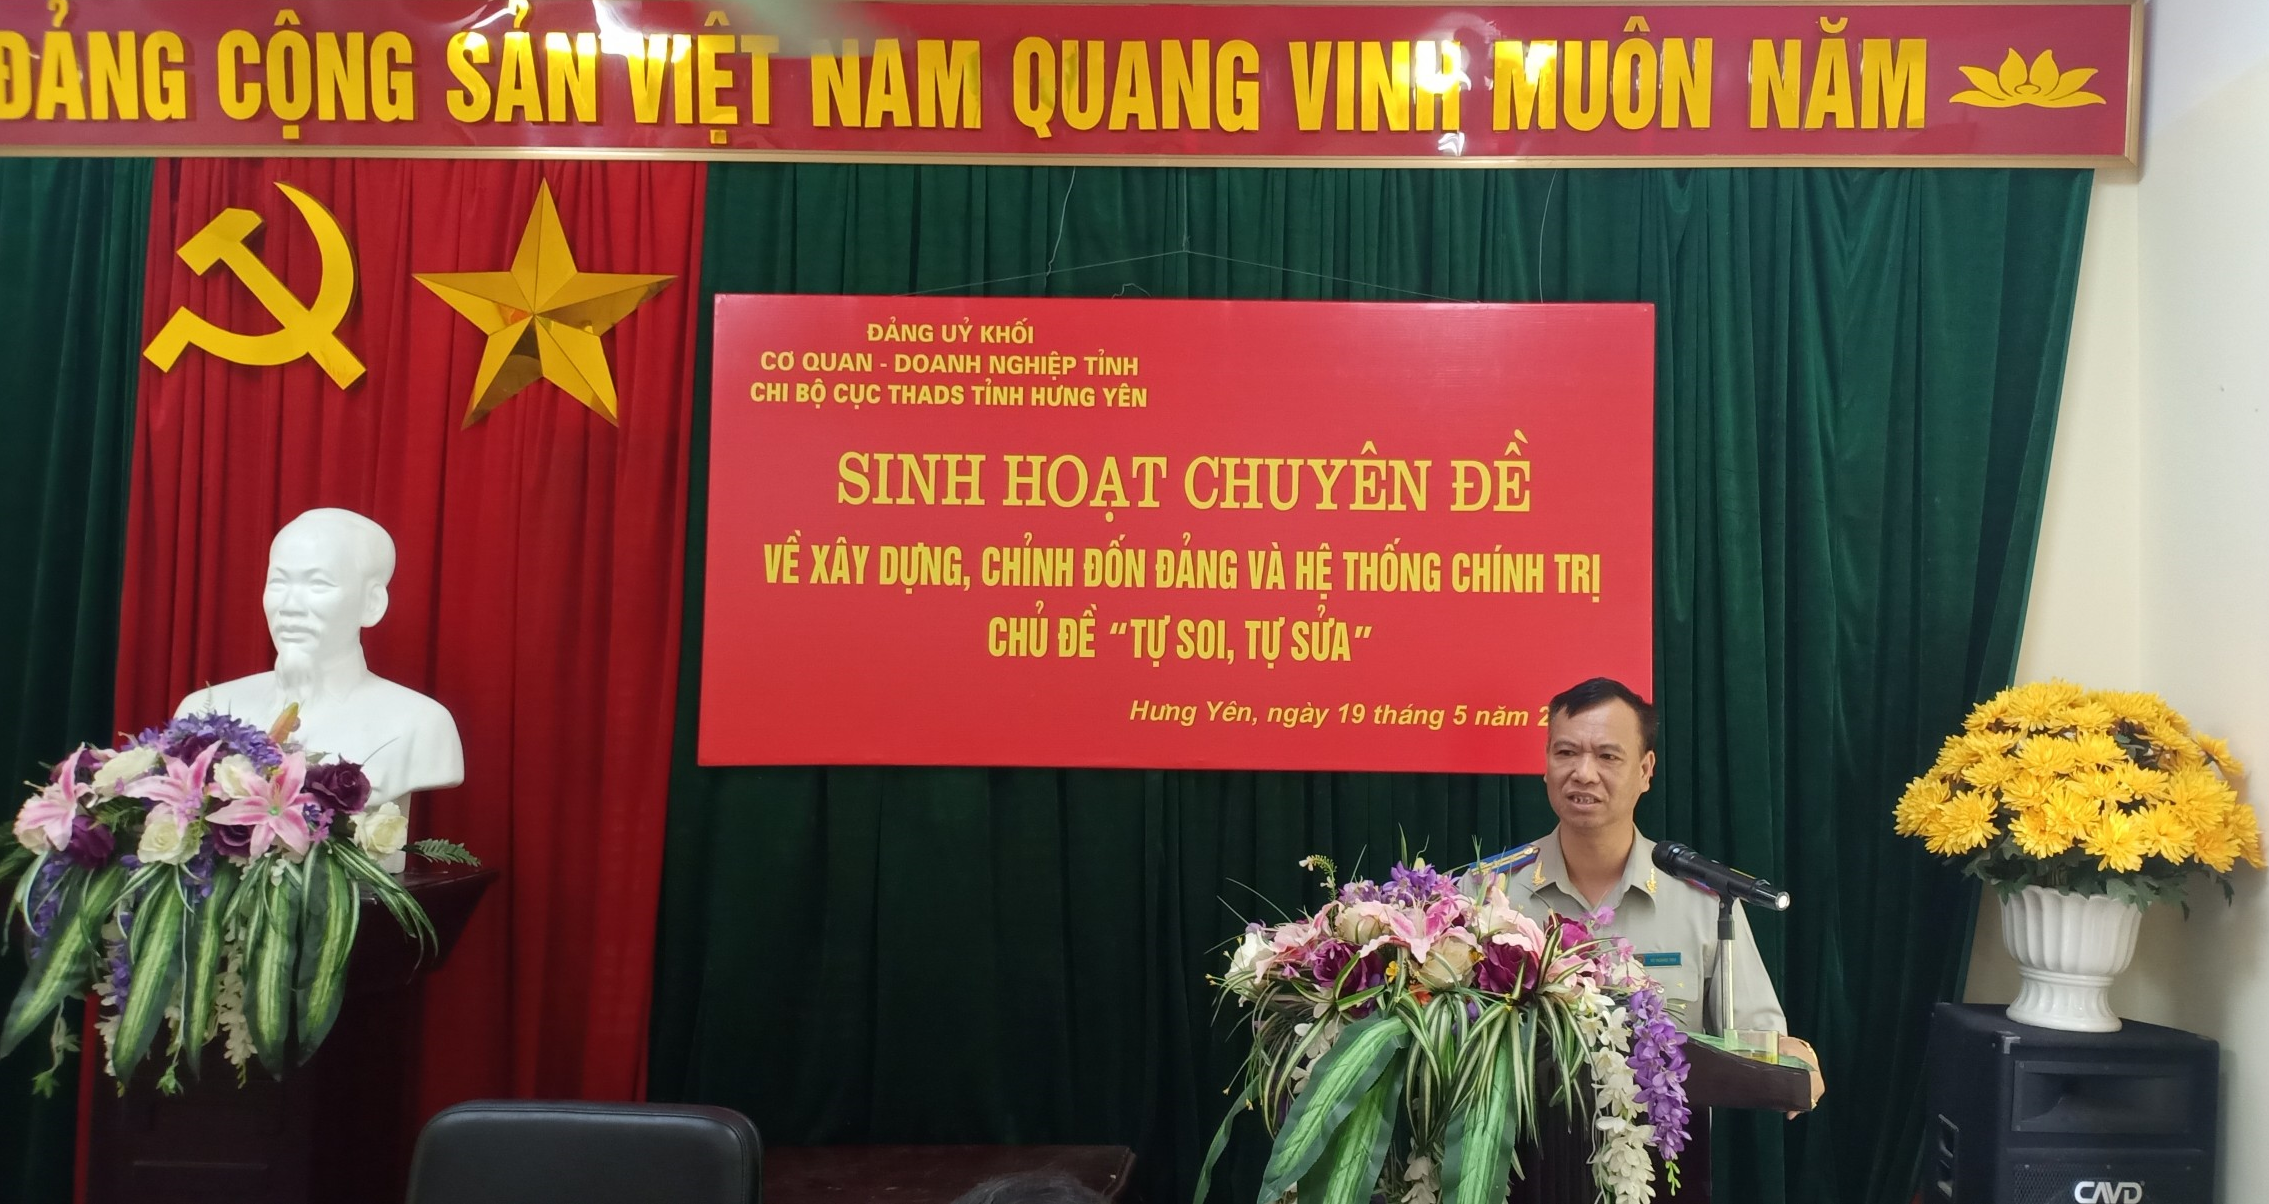 ĐẢNG CỘNG SẢN VIỆT NAM QUANG VINH MUÔN NĂM
ĐẢNG UỶ KHỐI
CƠ QUAN - DOANH NGHIỆP TỈNH
CHI BỘ CỤC THADS TỈNH HƯNG YÊN
SINH HOẠT CHUYÊN ĐỀ
VỀ XÂY DỰNG, CHỈNH ĐỐN ĐẢNG VÀ HỆ THỐNG CHÍNH TRỊ
CHỦ ĐỀ “TỰ SOI, TỰ SỬA”
Hưng Yên, ngày 19 tháng 5 năm 2
CAVD